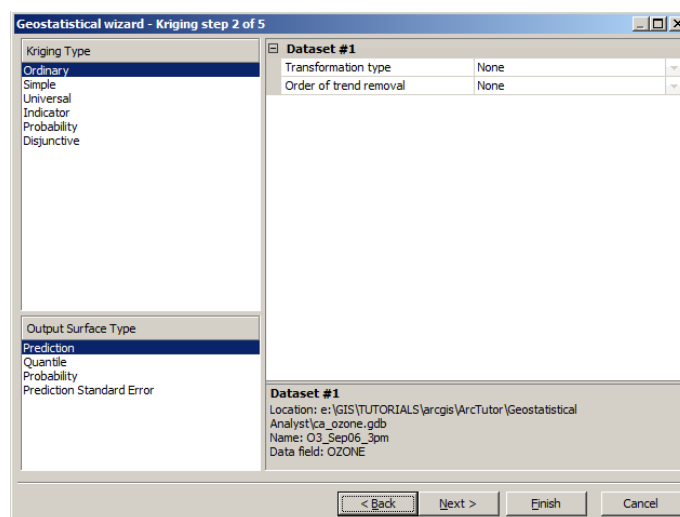 Geostatistical wizard - Kriging step 2 of 5
Kriging Type
Ordinary
Simple
Universal
Indicator
Probability
Disjunctive
Output Surface Type
Prediction
Quantile
Probability
Prediction Standard Error
Dataset #1
Transformation type None
Order of trend removal None
Dataset #1
Location: e:\GIS\TUTORIALS\arcgis\ArcTutor\Geostatistical
Analyst\ca_ozone.gdb
Name: O3_Sep06_3pm
Data field: OZONE
< Back Next > Finish Cancel